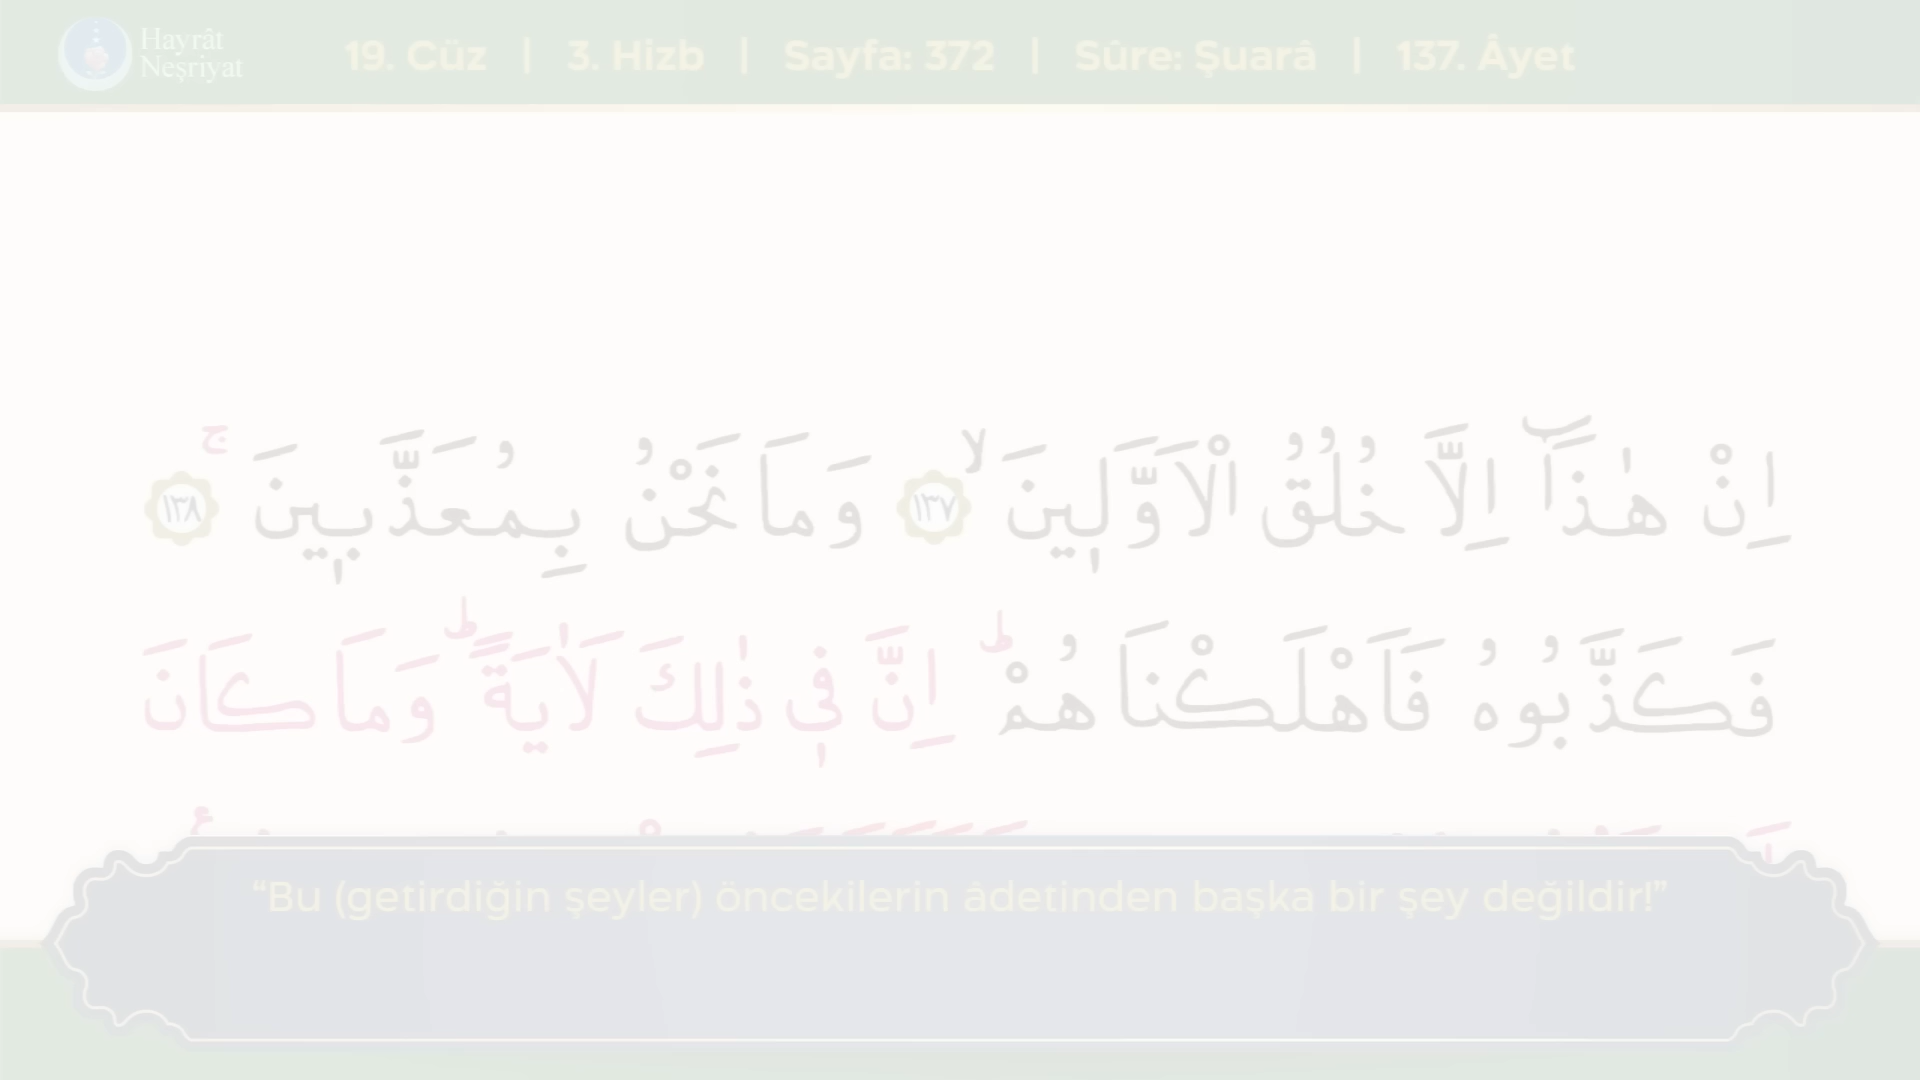 Hayrât
Neşriyat
19. Cüz | 3. Hizb | Sayfa: 372 | Sûre: Şuarâ | 137. Âyet
اِنْ هٰذَٓا اِلَّا خُلُقُ الْاَوَّل۪ينَۙ ﴿١٣٧﴾ وَمَا نَحْنُ بِمُعَذَّب۪ينَۚ ﴿١٣٨﴾
فَكَذَّبُوهُ فَاَهْلَكْنَاهُمْۜ اِنَّ ف۪ي ذٰلِكَ لَاٰيَةًۜ وَمَا كَانَ
“Bu (getirdiğin şeyler) öncekilerin âdetinden başka bir şey değildir!”